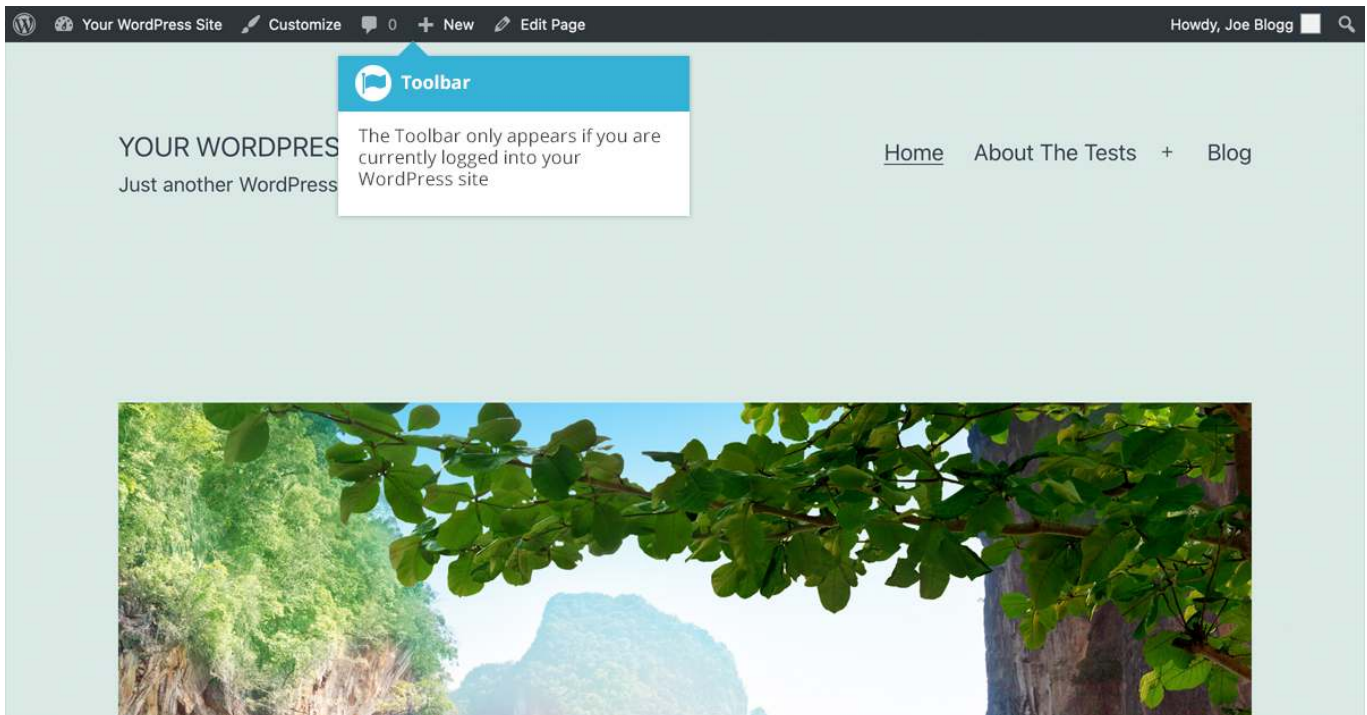 Your WordPress Site Customize 0 New Edit Page Howdy, Joe Blogg
Toolbar
The Toolbar only appears if you are
currently logged into your
WordPress site
YOUR WORDPRES
Just another WordPress
Home About The Tests + Blog